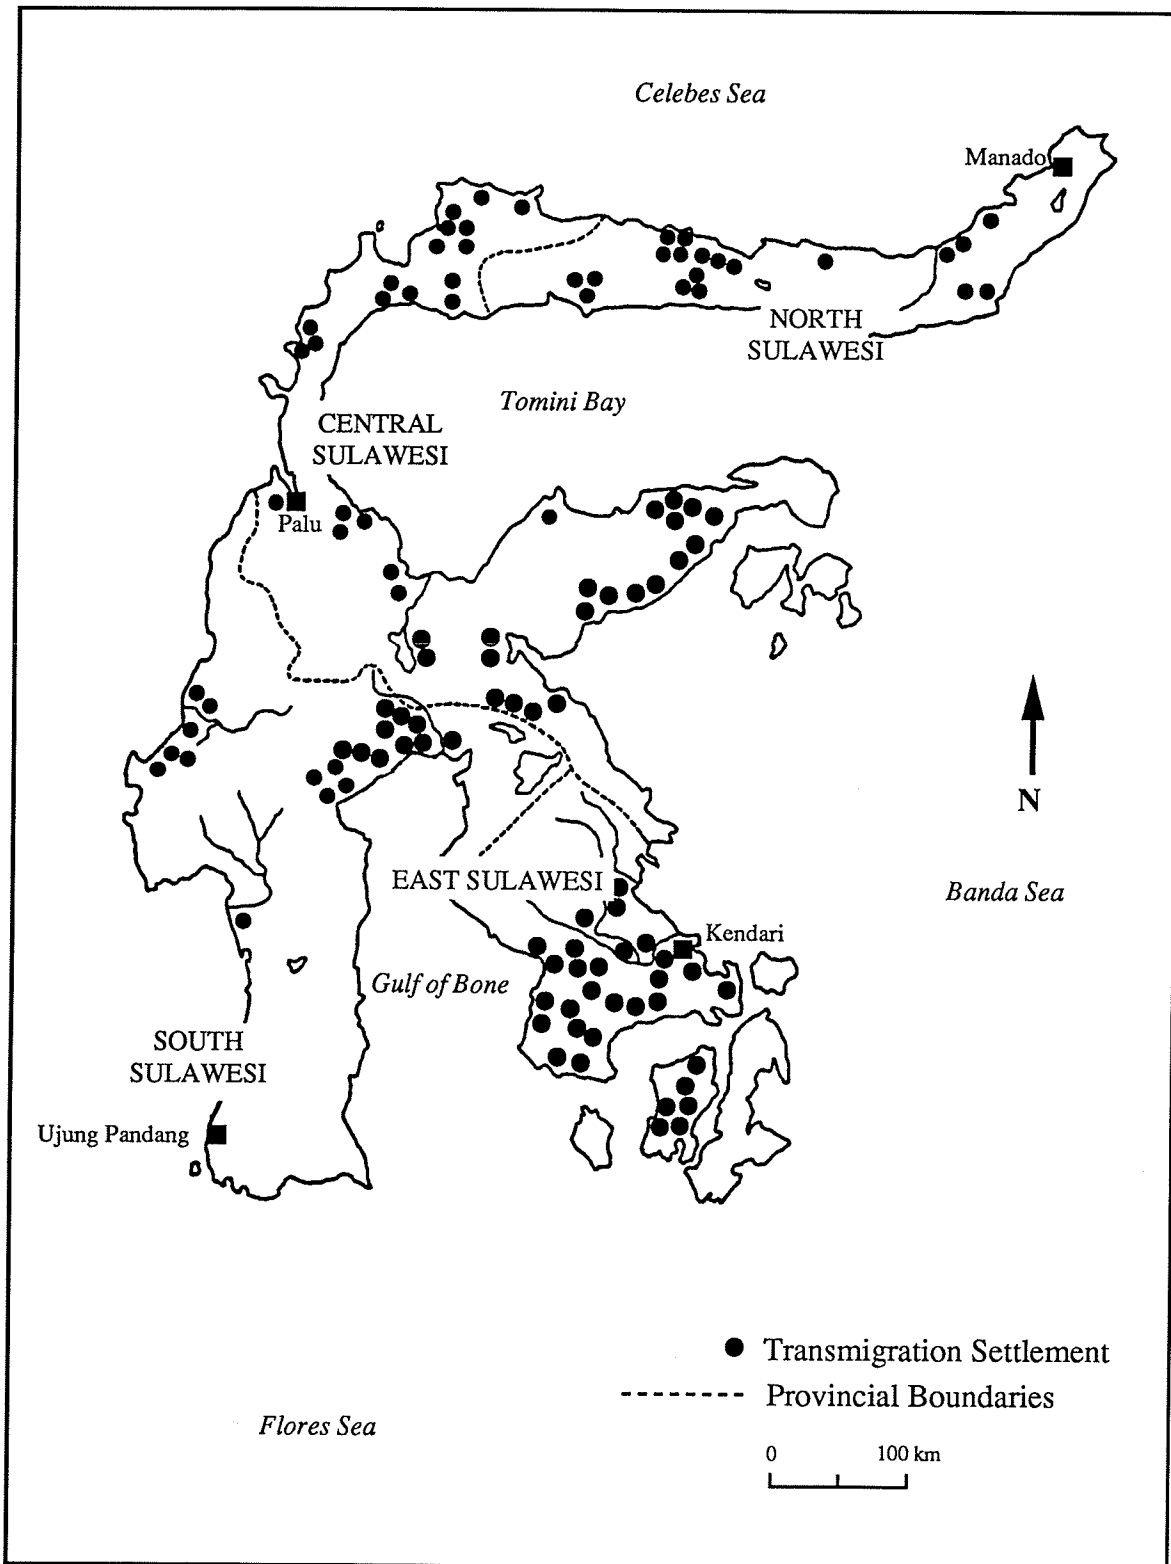 Celebes Sea
Manado
NORTH
SULAWESI
Tomini Bay
CENTRAL
SULAWESI
Palu
N
EAST SULAWESI
Banda Sea
Kendari
Gulf of Bone
SOUTH
SULAWESI
Ujung Pandang
Transmigration Settlement
Provincial Boundaries
Flores Sea
0 100 km